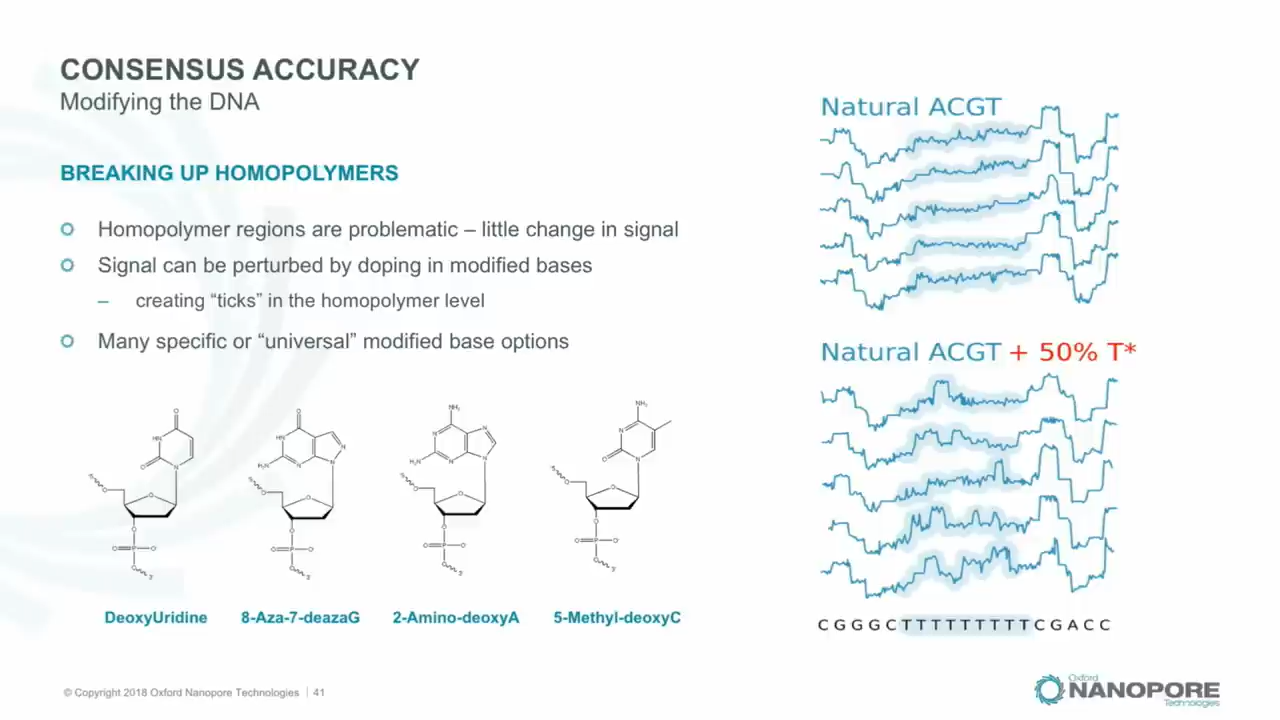 CONSENSUS ACCURACY
Modifying the DNA
BREAKING UP HOMOPOLYMERS
Homopolymer regions are problematic – little change in signal
Signal can be perturbed by doping in modified bases
– creating “ticks” in the homopolymer level
Many specific or “universal” modified base options
DeoxyUridine
8-Aza-7-deazaG
2-Amino-deoxyA
5-Methyl-deoxyC
Natural ACGT
Natural ACGT + 50% T*
C G G G C T T T T T T T T T C G A C C
© Copyright 2018 Oxford Nanopore Technologies | 41
Oxford
NANOPORE
Technologies